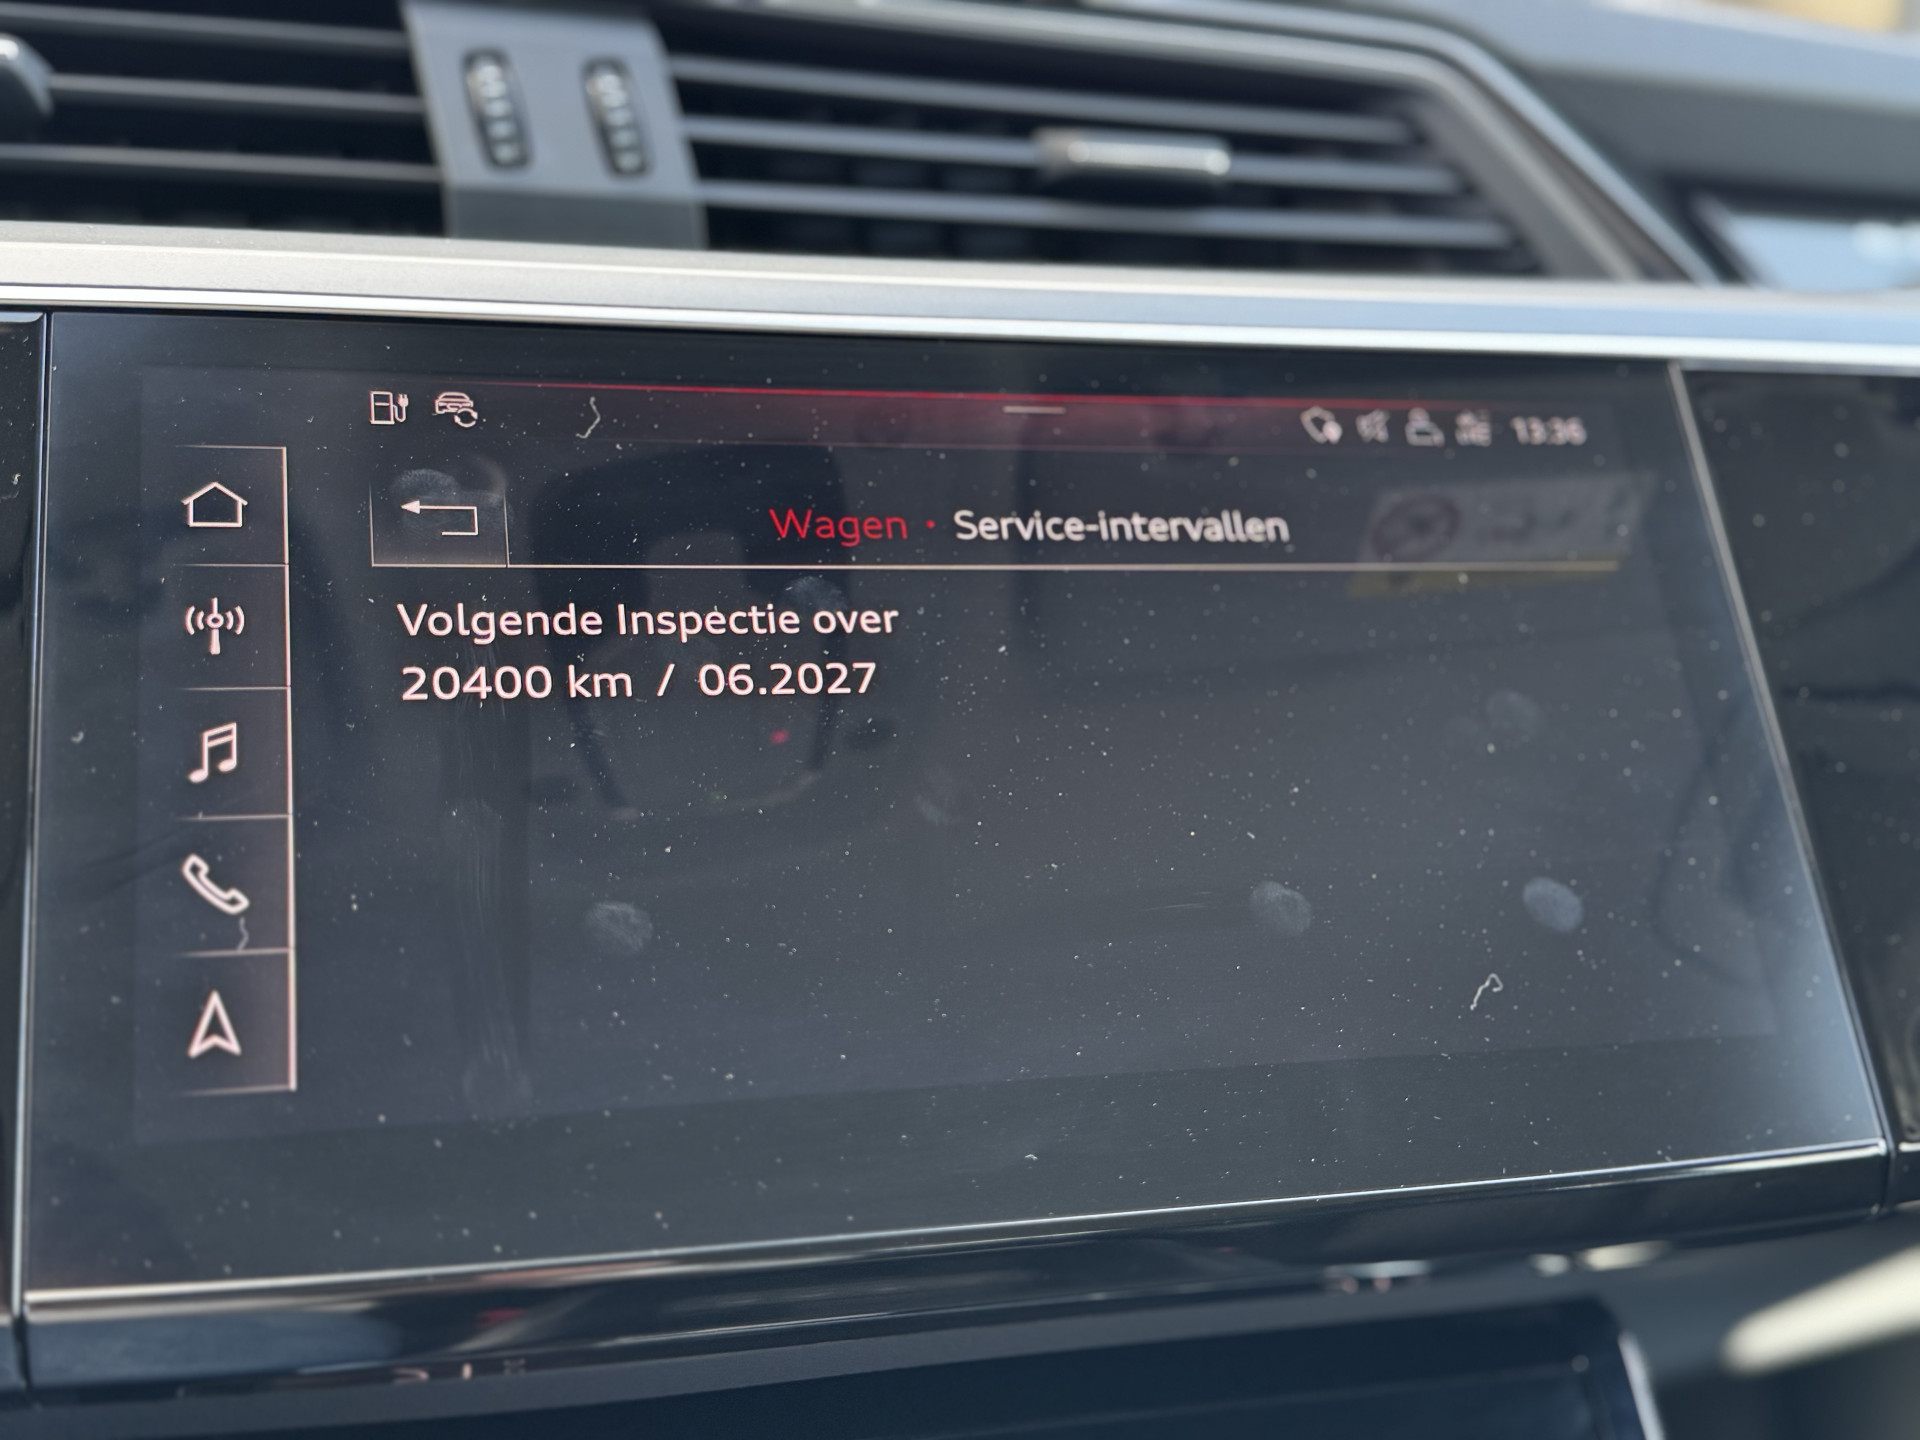 13:36
Wagen · Service-intervallen
Volgende Inspectie over
20400 km / 06.2027